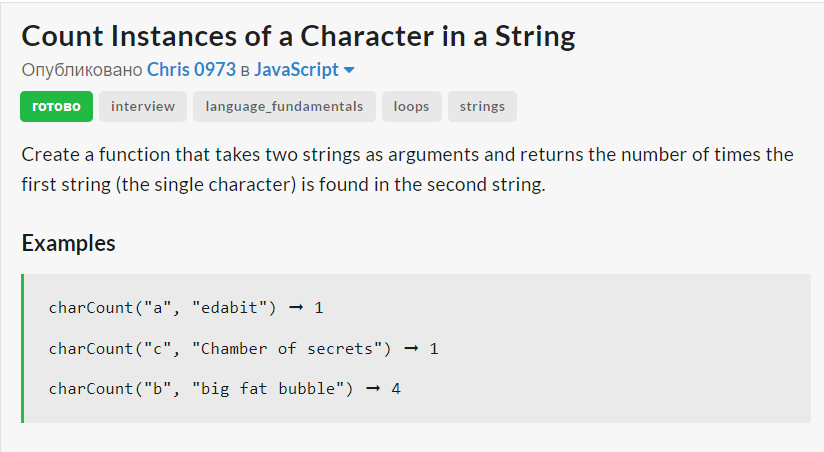 Count Instances of a Character in a String
Опубликовано Chris 0973 в JavaScript
готово interview language_fundamentals loops strings
Create a function that takes two strings as arguments and returns the number of times the
first string (the single character) is found in the second string.
Examples
charCount("a", "edabit") ➞ 1
charCount("c", "Chamber of secrets") ➞ 1
charCount("b", "big fat bubble") ➞ 4